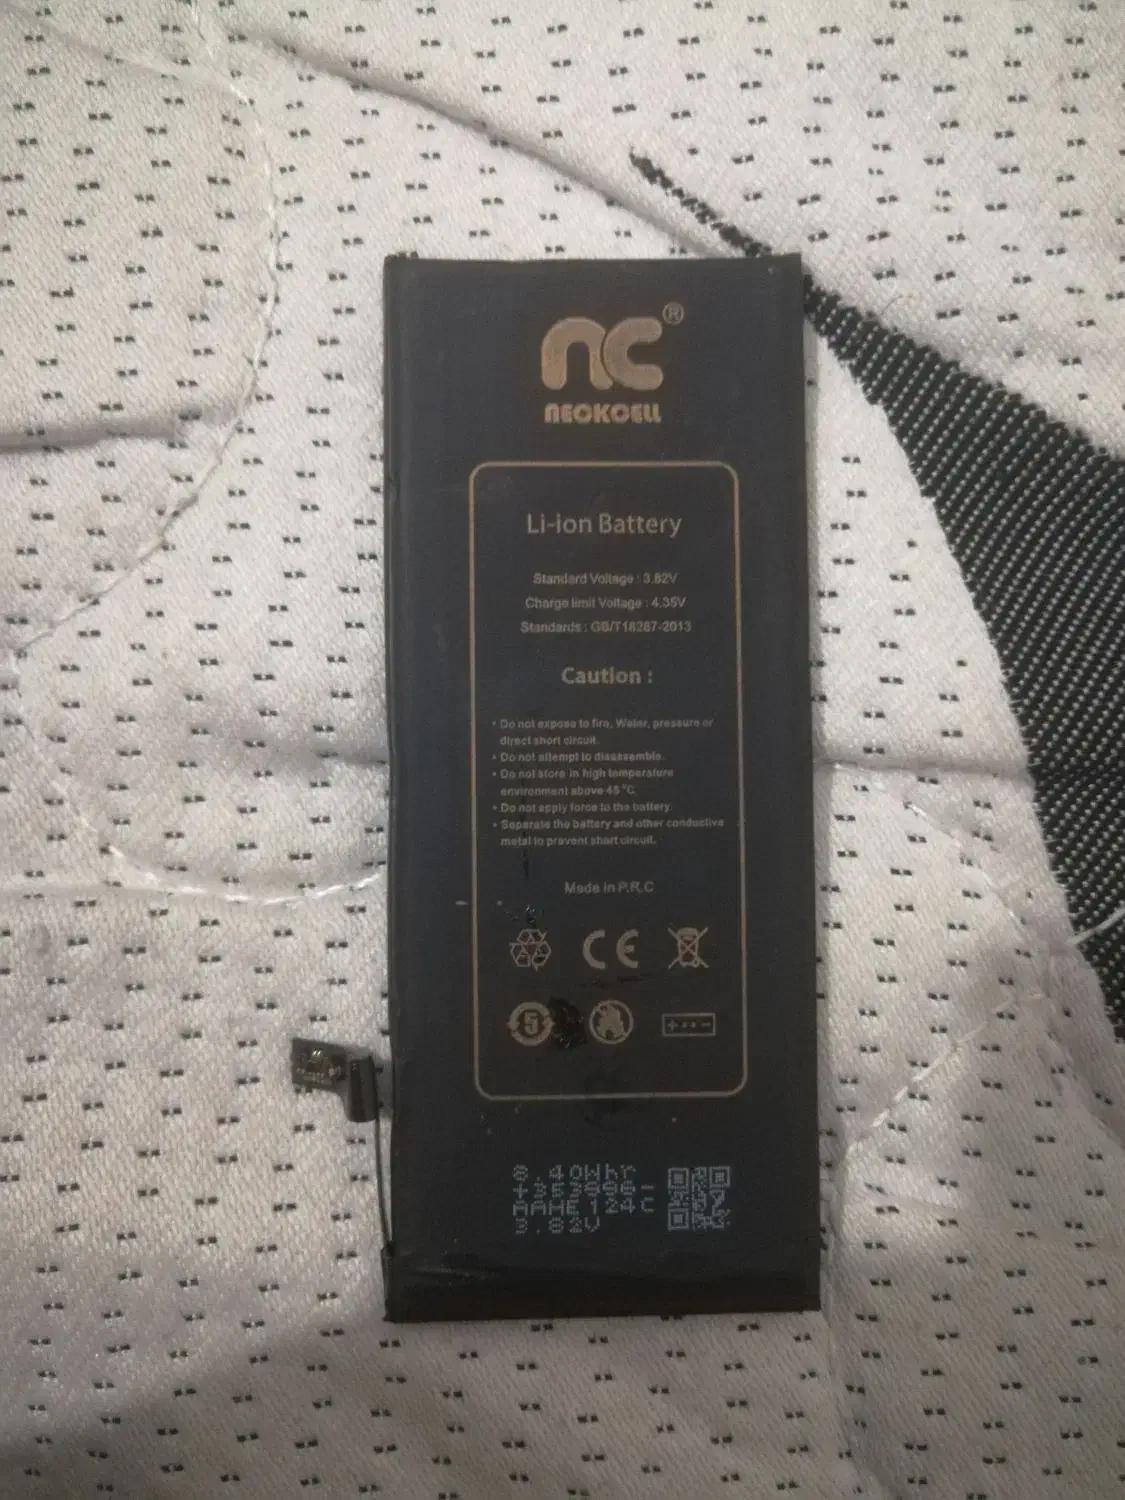 NC®
NECKCELL
Li-ion Battery
Standard Voltage : 3.82V
Charge limit Voltage : 4.35V
Standards : GB/T18287-2013
Caution :
• Do not expose to fire, Water, pressure or
direct short circuit.
• Do not attempt to disassemble.
• Do not store in high temperature
environment above 45 °C.
• Do not apply force to the battery.
• Separate the battery and other conductive
metal to prevent short circuit.
Made in P.R.C
CE
5
+ -
8.40Whr
3.82V